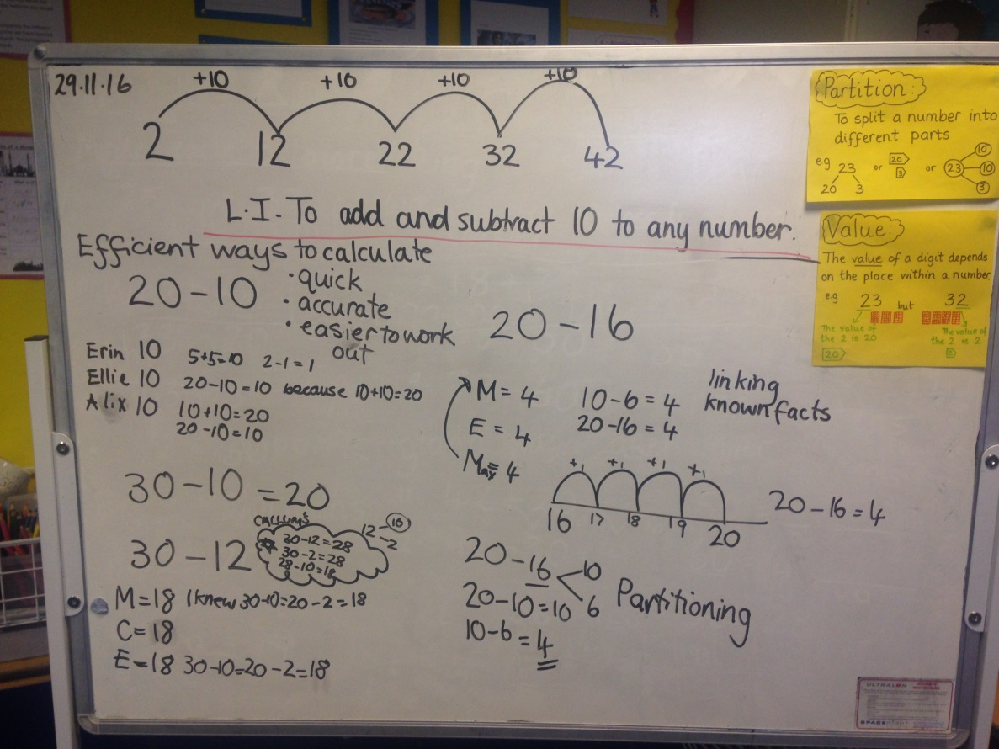 29.11.16
+10 +10 +10 +10
2 12 22 32 42
L.I. To add and subtract 10 to any number.
Efficient ways to calculate
· quick
· accurate
· easier to work
out
20-10
Erin 10 5+5=10 2-1=1
Ellie 10 20-10=10 because 10+10=20
Alix 10 10+10=20
20-10=10
30-10=20
30-12
CALLUM'S
30-12=28
30-2=28
28-10=18
12 10
2
M=18 I knew 30-10=20-2=18
C=18
E=18 30-10=20-2=18
20-16
M=4 10-6=4
E=4 20-16=4
Max=4
linking
known facts
+1 +1 +1 +1
16 17 18 19 20
20-16=4
20-16 10
6
20-10=10
10-6=4
Partitioning
Partition:
To split a number into
different parts
e.g 23 or 20 or 23 10
20 3 3 10
3
Value:
The value of a digit depends
on the place within a number
e.g 23 but 32
The value of
the 2 is 20
20
The value of
the 2 is 2
ULTRALON
SPACERIGHT